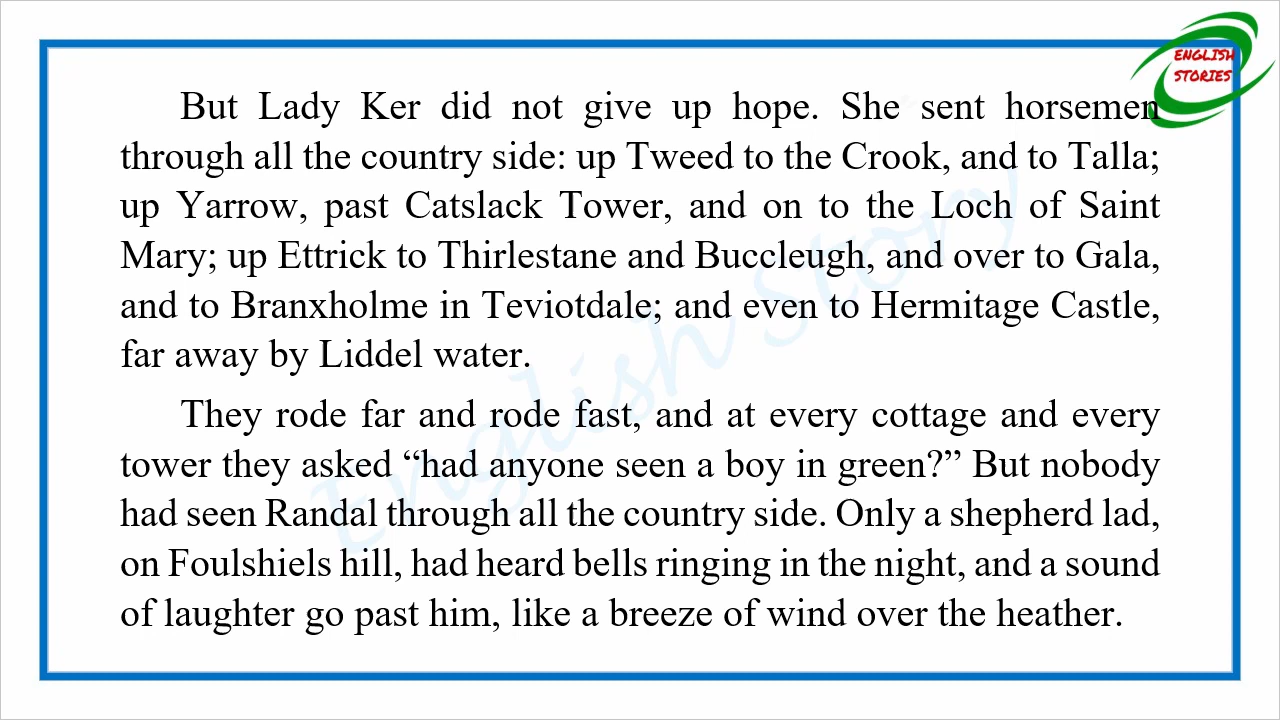 ENGLISH
STORIES
But Lady Ker did not give up hope. She sent horsemen
through all the country side: up Tweed to the Crook, and to Talla;
up Yarrow, past Catslack Tower, and on to the Loch of Saint
Mary; up Ettrick to Thirlestane and Buccleugh, and over to Gala,
and to Branxholme in Teviotdale; and even to Hermitage Castle,
far away by Liddel water.
They rode far and rode fast, and at every cottage and every
tower they asked “had anyone seen a boy in green?” But nobody
had seen Randal through all the country side. Only a shepherd lad,
on Foulshiels hill, had heard bells ringing in the night, and a sound
of laughter go past him, like a breeze of wind over the heather.
English Story